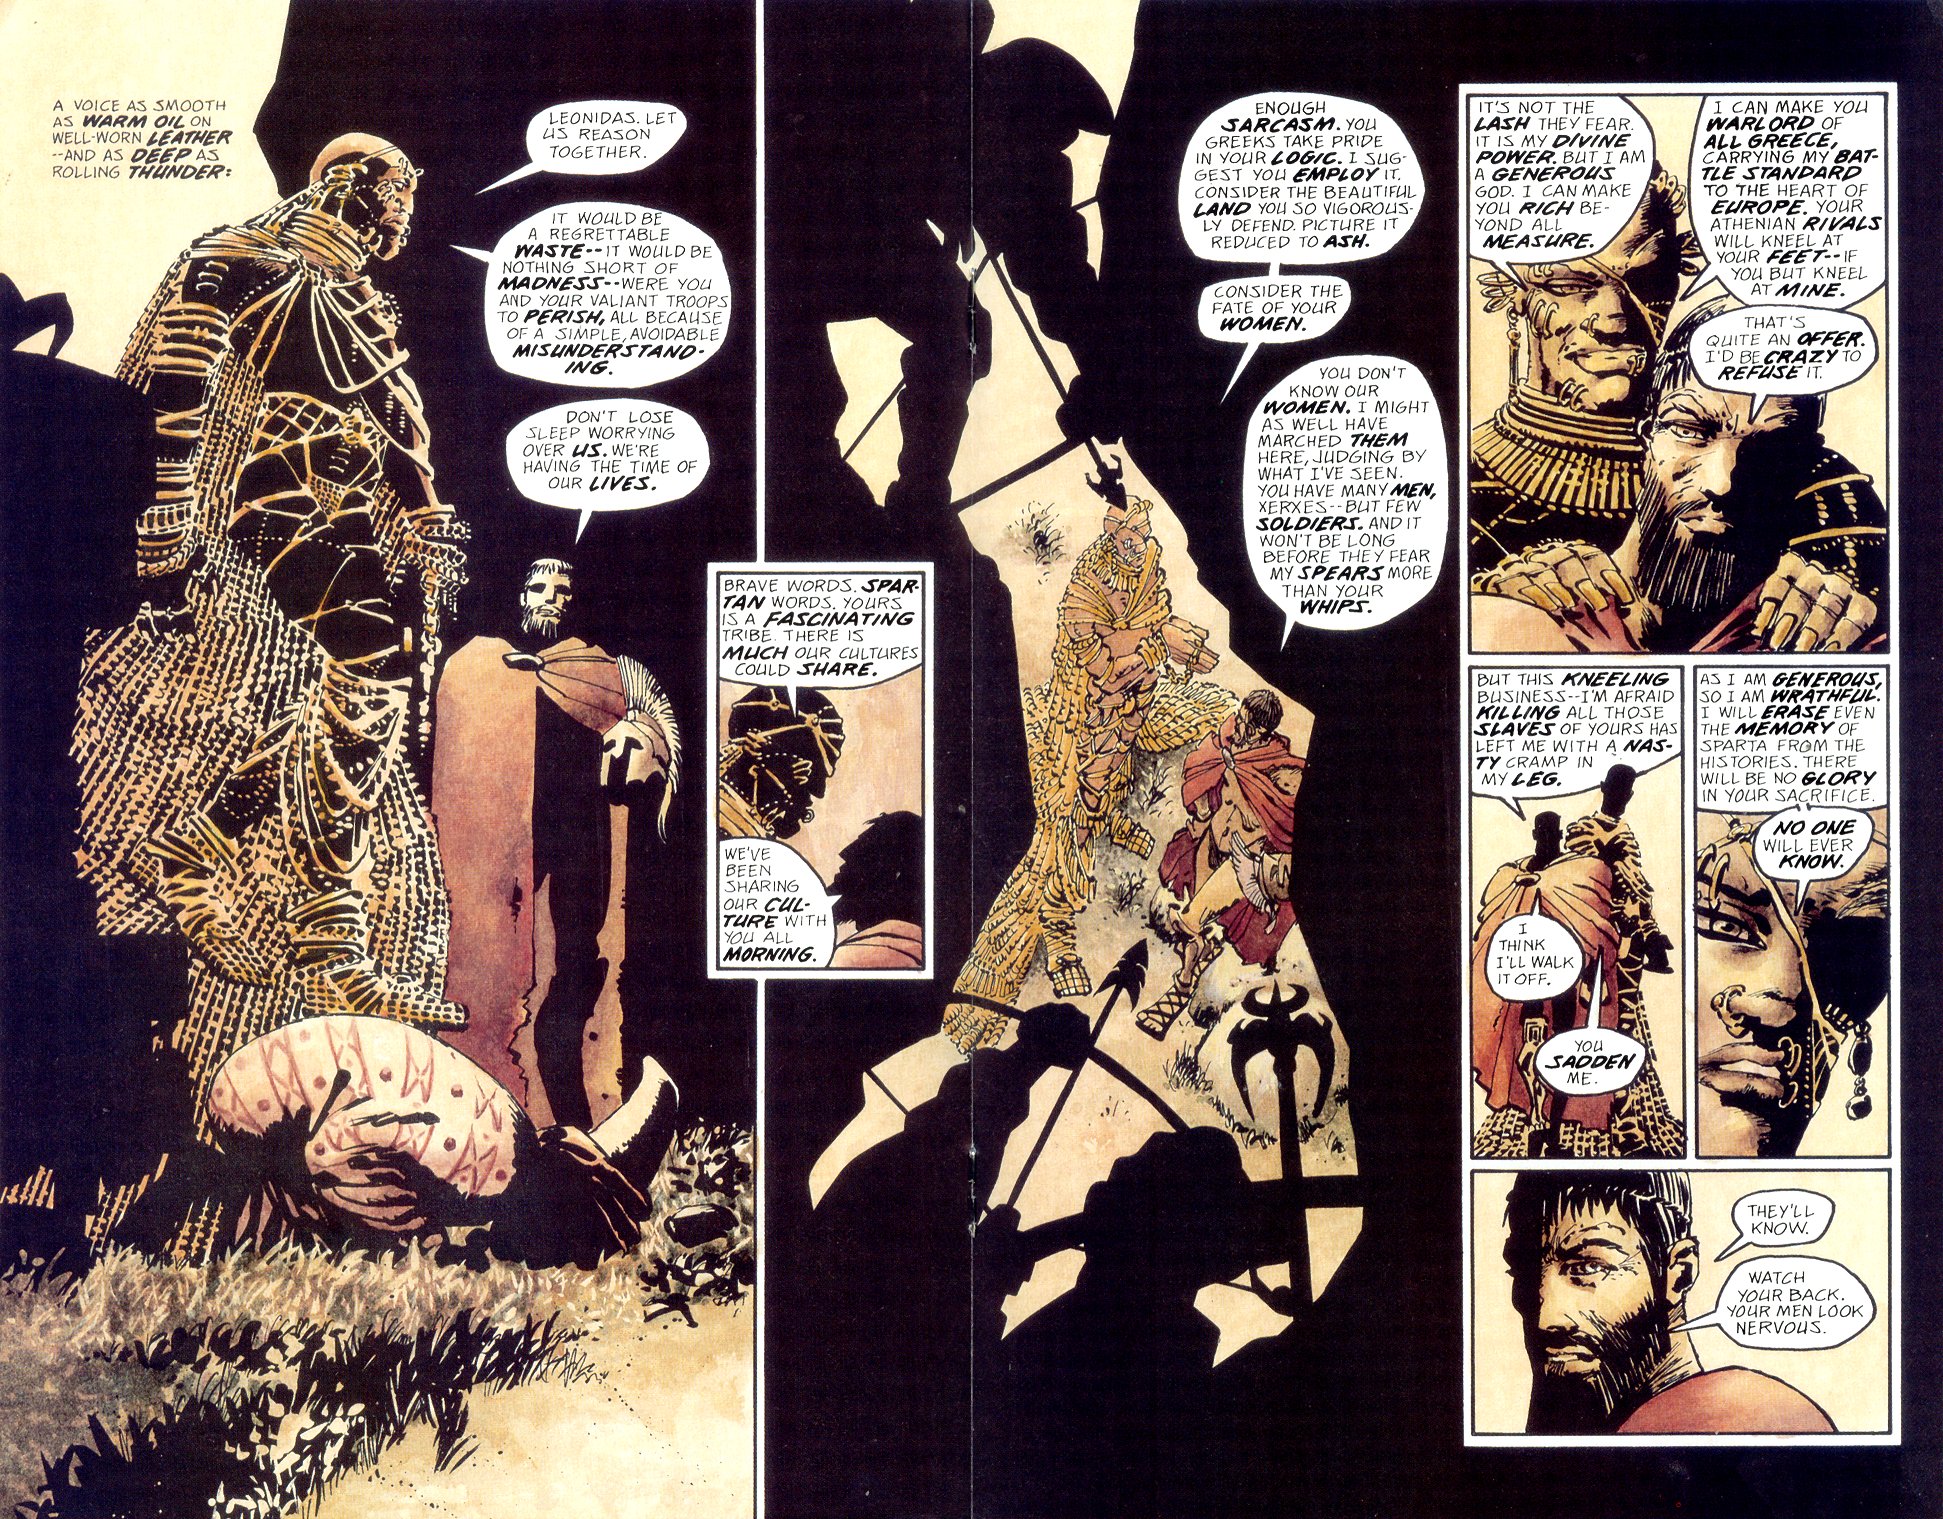 A VOICE AS SMOOTH
AS WARM OIL ON
WELL-WORN LEATHER
--AND AS DEEP AS
ROLLING THUNDER:
LEONIDAS. LET
US REASON
TOGETHER.
IT WOULD BE
A REGRETTABLE
WASTE--IT WOULD BE
NOTHING SHORT OF
MADNESS--WERE YOU
AND YOUR VALIANT TROOPS
TO PERISH, ALL BECAUSE
OF A SIMPLE, AVOIDABLE
MISUNDERSTAND-
ING.
DON'T LOSE
SLEEP WORRYING
OVER US. WE'RE
HAVING THE TIME OF
OUR LIVES.
BRAVE WORDS. SPAR-
TAN WORDS. YOURS
IS A FASCINATING
TRIBE. THERE IS
MUCH OUR CULTURES
COULD SHARE.
WE'VE
BEEN
SHARING
OUR CUL-
TURE WITH
YOU ALL
MORNING.
ENOUGH
SARCASM. YOU
GREEKS TAKE PRIDE
IN YOUR LOGIC. I SUG-
GEST YOU EMPLOY IT.
CONSIDER THE BEAUTIFUL
LAND YOU SO VIGOROUS-
LY DEFEND. PICTURE IT
REDUCED TO ASH.
CONSIDER THE
FATE OF YOUR
WOMEN.
YOU DON'T
KNOW OUR
WOMEN. I MIGHT
AS WELL HAVE
MARCHED THEM
HERE, JUDGING BY
WHAT I'VE SEEN.
YOU HAVE MANY MEN,
XERXES--BUT FEW
SOLDIERS. AND IT
WON'T BE LONG
BEFORE THEY FEAR
MY SPEARS MORE
THAN YOUR
WHIPS.
IT'S NOT THE
LASH THEY FEAR.
IT IS MY DIVINE
POWER. BUT I AM
A GENEROUS
GOD. I CAN MAKE
YOU RICH BE-
YOND ALL
MEASURE.
I CAN MAKE YOU
WARLORD OF
ALL GREECE,
CARRYING MY BAT-
TLE STANDARD
TO THE HEART OF
EUROPE. YOUR
ATHENIAN RIVALS
WILL KNEEL AT
YOUR FEET--IF
YOU BUT KNEEL
AT MINE.
THAT'S
QUITE AN OFFER.
I'D BE CRAZY TO
REFUSE IT.
BUT THIS KNEELING
BUSINESS--I'M AFRAID
KILLING ALL THOSE
SLAVES OF YOURS HAS
LEFT ME WITH A NAS-
TY CRAMP IN
MY LEG.
I
THINK
I'LL WALK
IT OFF.
YOU
SADDEN
ME.
AS I AM GENEROUS,
SO I AM WRATHFUL.
I WILL ERASE EVEN
THE MEMORY OF
SPARTA FROM THE
HISTORIES. THERE
WILL BE NO GLORY
IN YOUR SACRIFICE.
NO ONE
WILL EVER
KNOW.
THEY'LL
KNOW.
WATCH
YOUR BACK.
YOUR MEN LOOK
NERVOUS.